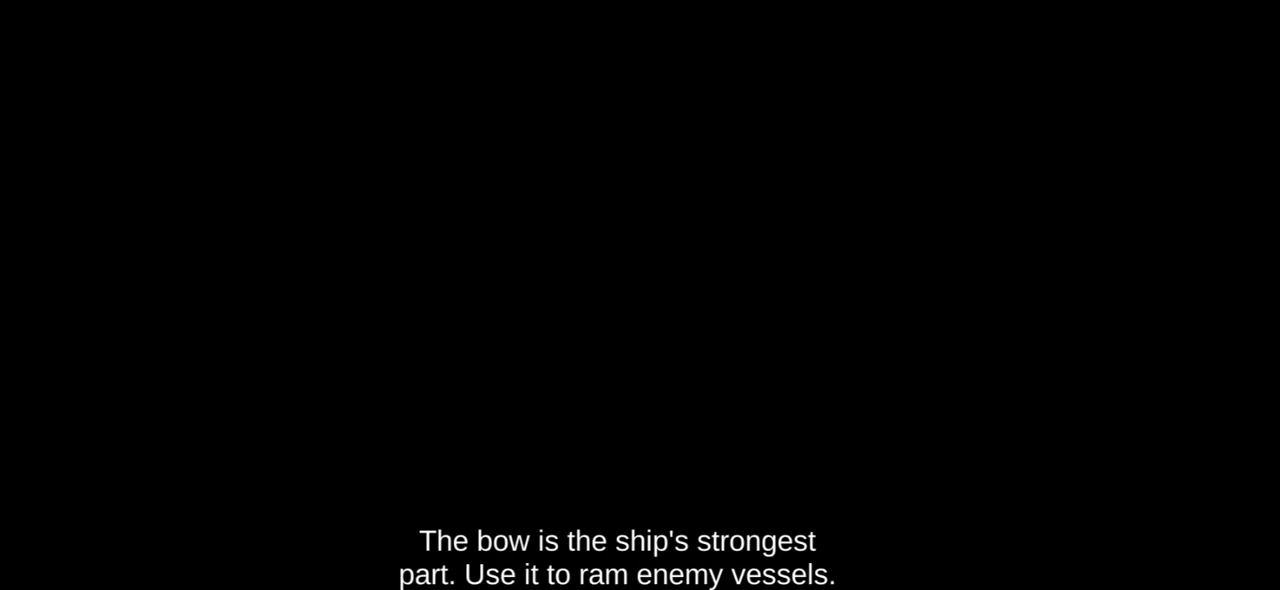 The bow is the ship's strongest
part. Use it to ram enemy vessels.